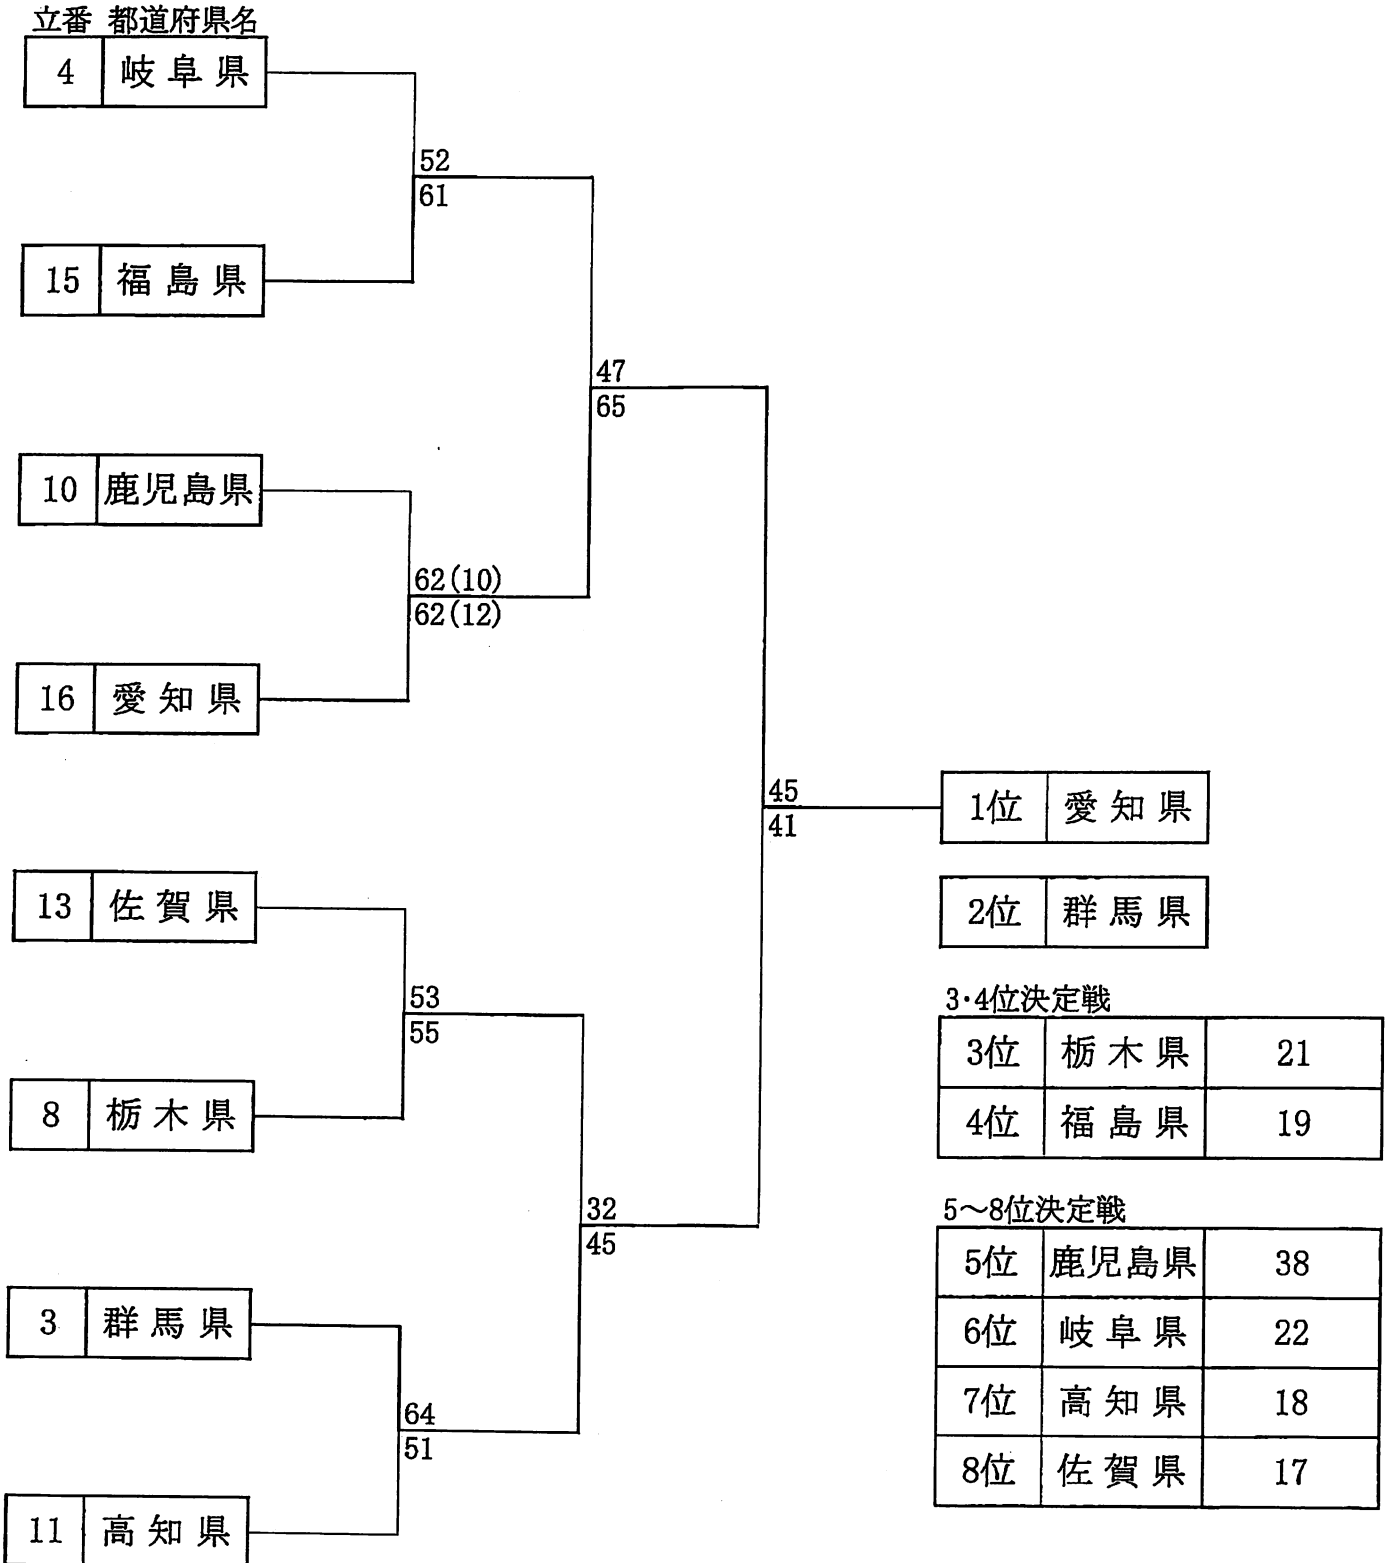 立番 都道府県名
4 岐阜県
52
61
15 福島県
47
65
10 鹿児島県
62(10)
62(12)
16 愛知県
45
41
1位 愛知県
2位 群馬県
13 佐賀県
53
55
8 栃木県
32
45
3 群馬県
64
51
11 高知県
3・4位決定戦
3位 栃木県 21
4位 福島県 19
5～8位決定戦
5位 鹿児島県 38
6位 岐阜県 22
7位 高知県 18
8位 佐賀県 17